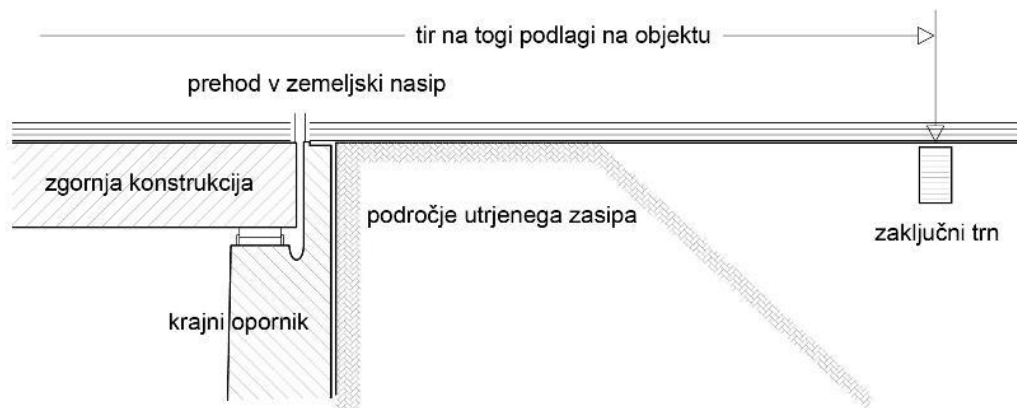 tir na togi podlagi na objektu
prehod v zemeljski nasip
zgornja konstrukcija
področje utrjenega zasipa
zaključni trn
krajni opornik